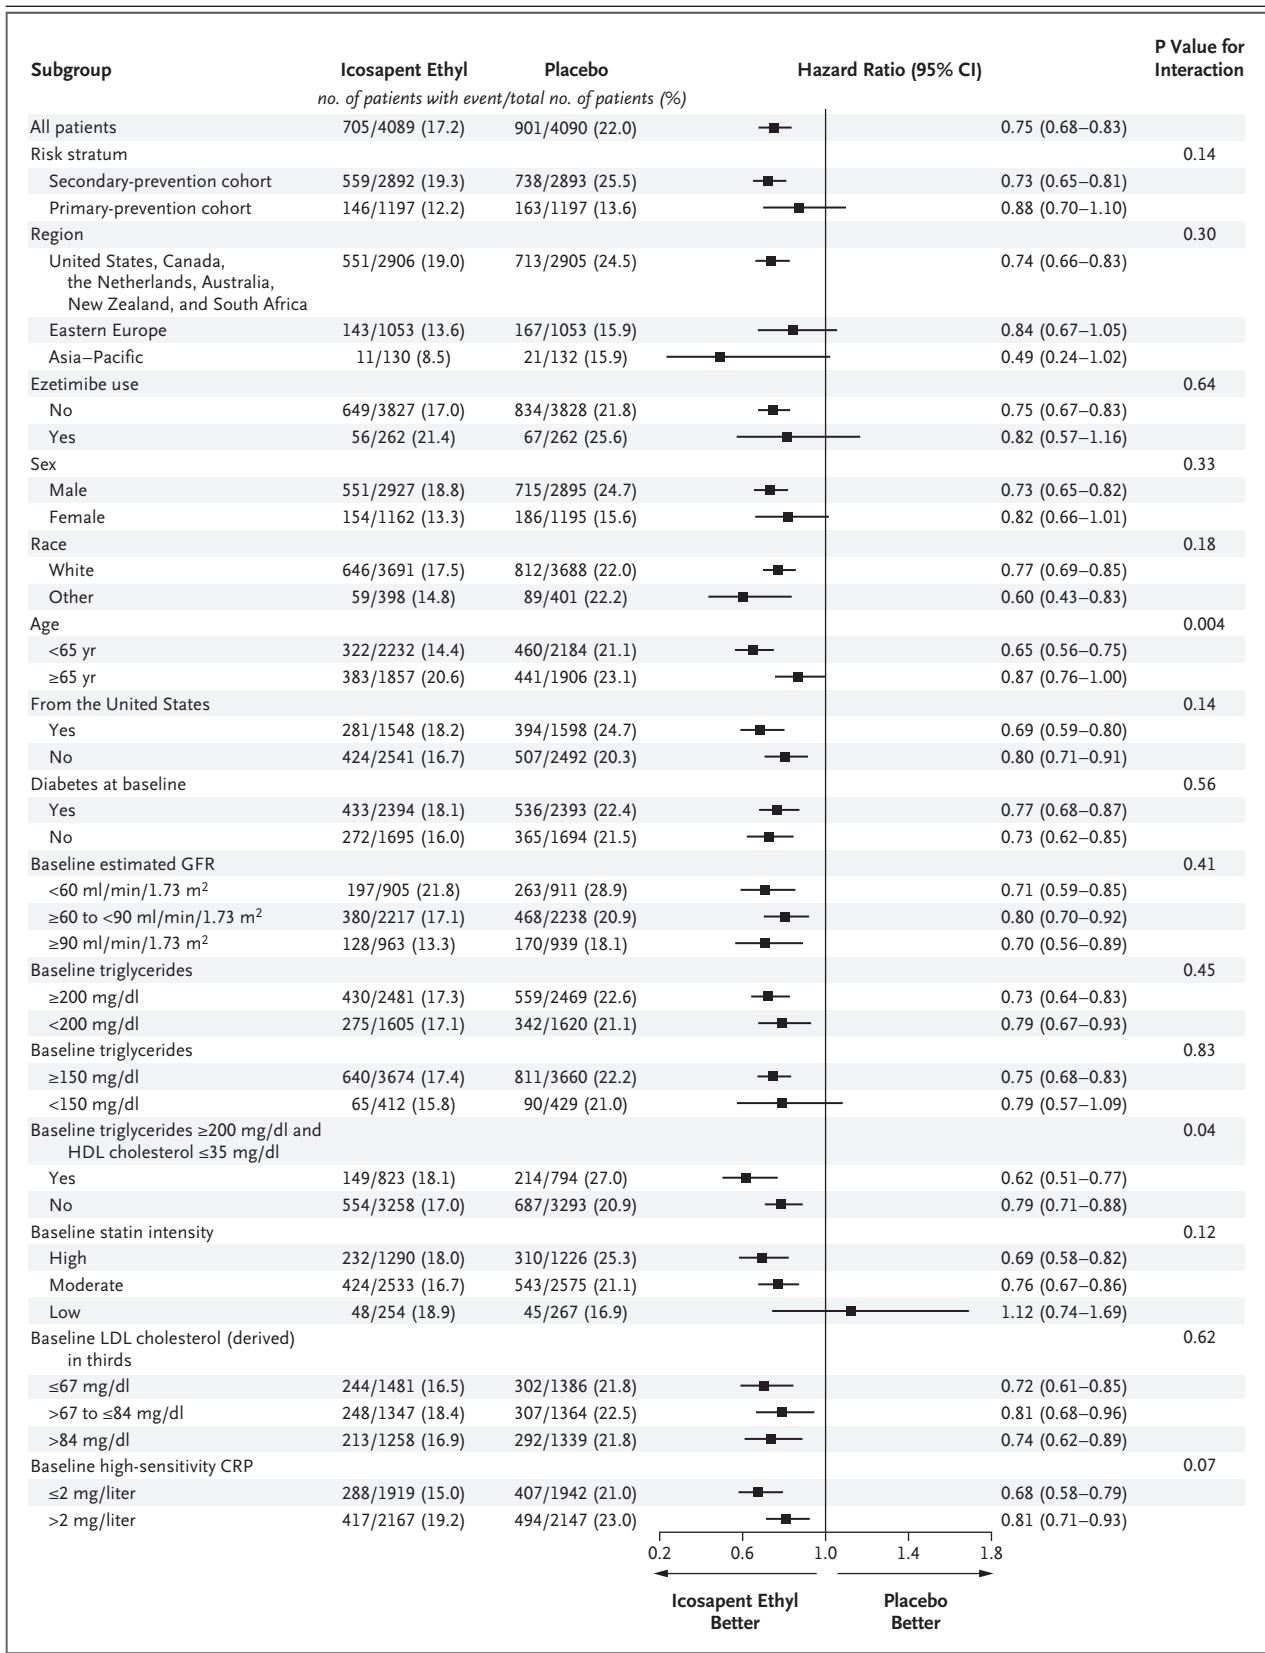 Subgroup Icosapent Ethyl Placebo Hazard Ratio (95% CI) P Value for Interaction
no. of patients with event/total no. of patients (%)
All patients 705/4089 (17.2) 901/4090 (22.0) 0.75 (0.68–0.83)
Risk stratum 0.14
Secondary-prevention cohort 559/2892 (19.3) 738/2893 (25.5) 0.73 (0.65–0.81)
Primary-prevention cohort 146/1197 (12.2) 163/1197 (13.6) 0.88 (0.70–1.10)
Region 0.30
United States, Canada, 551/2906 (19.0) 713/2905 (24.5) 0.74 (0.66–0.83)
the Netherlands, Australia,
New Zealand, and South Africa
Eastern Europe 143/1053 (13.6) 167/1053 (15.9) 0.84 (0.67–1.05)
Asia–Pacific 11/130 (8.5) 21/132 (15.9) 0.49 (0.24–1.02)
Ezetimibe use 0.64
No 649/3827 (17.0) 834/3828 (21.8) 0.75 (0.67–0.83)
Yes 56/262 (21.4) 67/262 (25.6) 0.82 (0.57–1.16)
Sex 0.33
Male 551/2927 (18.8) 715/2895 (24.7) 0.73 (0.65–0.82)
Female 154/1162 (13.3) 186/1195 (15.6) 0.82 (0.66–1.01)
Race 0.18
White 646/3691 (17.5) 812/3688 (22.0) 0.77 (0.69–0.85)
Other 59/398 (14.8) 89/401 (22.2) 0.60 (0.43–0.83)
Age 0.004
<65 yr 322/2232 (14.4) 460/2184 (21.1) 0.65 (0.56–0.75)
≥65 yr 383/1857 (20.6) 441/1906 (23.1) 0.87 (0.76–1.00)
From the United States 0.14
Yes 281/1548 (18.2) 394/1598 (24.7) 0.69 (0.59–0.80)
No 424/2541 (16.7) 507/2492 (20.3) 0.80 (0.71–0.91)
Diabetes at baseline 0.56
Yes 433/2394 (18.1) 536/2393 (22.4) 0.77 (0.68–0.87)
No 272/1695 (16.0) 365/1694 (21.5) 0.73 (0.62–0.85)
Baseline estimated GFR 0.41
<60 ml/min/1.73 m² 197/905 (21.8) 263/911 (28.9) 0.71 (0.59–0.85)
≥60 to <90 ml/min/1.73 m² 380/2217 (17.1) 468/2238 (20.9) 0.80 (0.70–0.92)
≥90 ml/min/1.73 m² 128/963 (13.3) 170/939 (18.1) 0.70 (0.56–0.89)
Baseline triglycerides 0.45
≥200 mg/dl 430/2481 (17.3) 559/2469 (22.6) 0.73 (0.64–0.83)
<200 mg/dl 275/1605 (17.1) 342/1620 (21.1) 0.79 (0.67–0.93)
Baseline triglycerides 0.83
≥150 mg/dl 640/3674 (17.4) 811/3660 (22.2) 0.75 (0.68–0.83)
<150 mg/dl 65/412 (15.8) 90/429 (21.0) 0.79 (0.57–1.09)
Baseline triglycerides ≥200 mg/dl and 0.04
HDL cholesterol ≤35 mg/dl
Yes 149/823 (18.1) 214/794 (27.0) 0.62 (0.51–0.77)
No 554/3258 (17.0) 687/3293 (20.9) 0.79 (0.71–0.88)
Baseline statin intensity 0.12
High 232/1290 (18.0) 310/1226 (25.3) 0.69 (0.58–0.82)
Moderate 424/2533 (16.7) 543/2575 (21.1) 0.76 (0.67–0.86)
Low 48/254 (18.9) 45/267 (16.9) 1.12 (0.74–1.69)
Baseline LDL cholesterol (derived) 0.62
in thirds
≤67 mg/dl 244/1481 (16.5) 302/1386 (21.8) 0.72 (0.61–0.85)
>67 to ≤84 mg/dl 248/1347 (18.4) 307/1364 (22.5) 0.81 (0.68–0.96)
>84 mg/dl 213/1258 (16.9) 292/1339 (21.8) 0.74 (0.62–0.89)
Baseline high-sensitivity CRP 0.07
≤2 mg/liter 288/1919 (15.0) 407/1942 (21.0) 0.68 (0.58–0.79)
>2 mg/liter 417/2167 (19.2) 494/2147 (23.0) 0.81 (0.71–0.93)
0.2 0.6 1.0 1.4 1.8
Icosapent Ethyl Placebo
Better Better